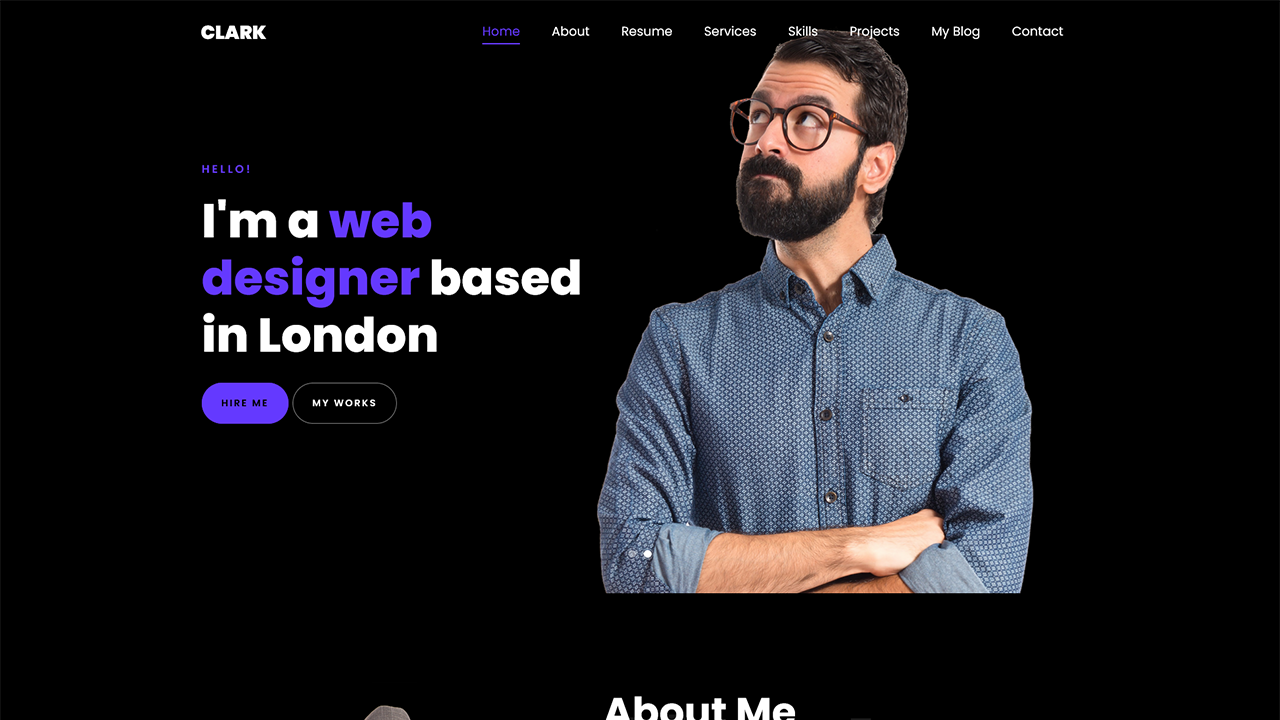 CLARK
Home About Resume Services Skills Projects My Blog Contact
HELLO!
I'm a web
designer based
in London
HIRE ME MY WORKS
About Me